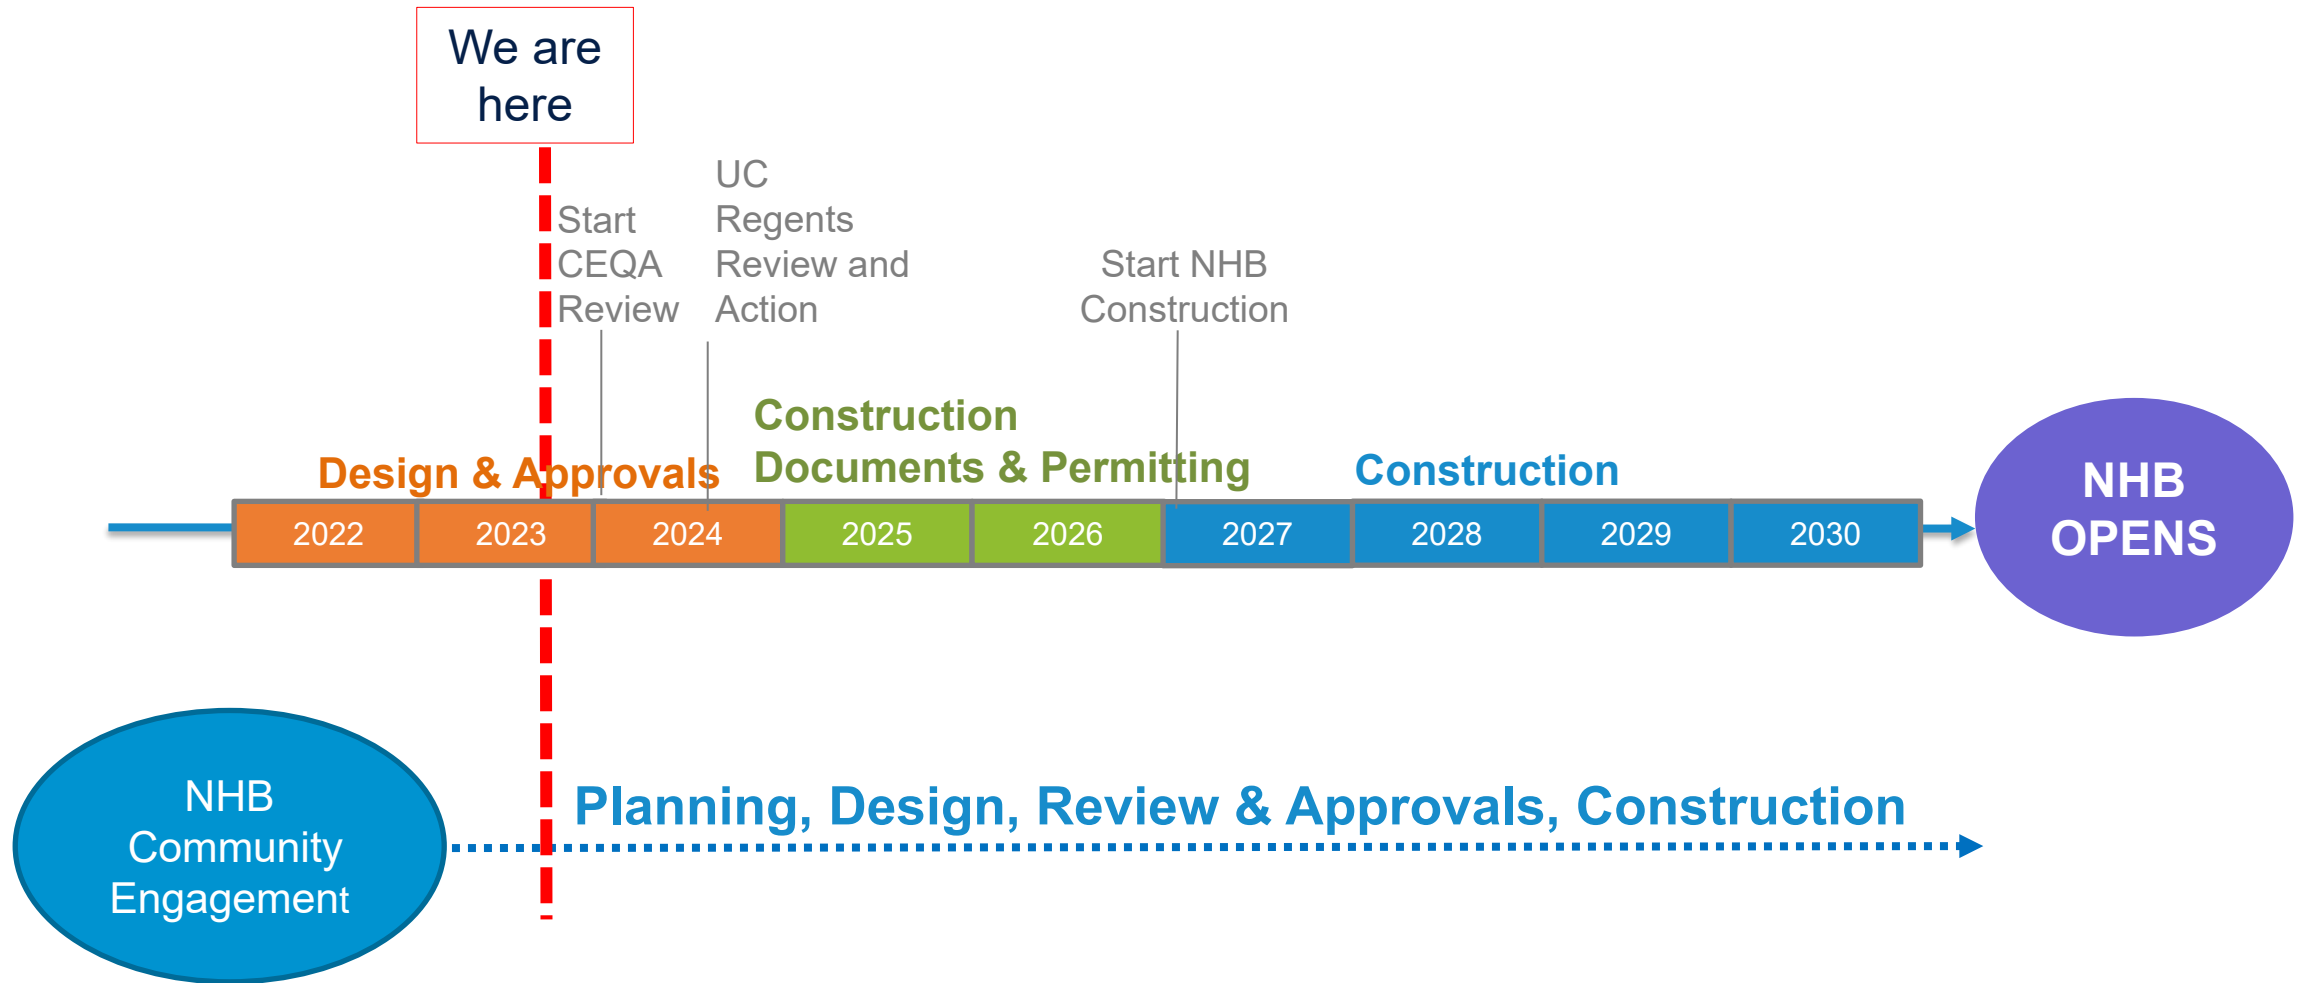 We are
here
Start
CEQA
Review
UC
Regents
Review and
Action
Start NHB
Construction
Design & Approvals
Construction
Documents & Permitting
Construction
2022
2023
2024
2025
2026
2027
2028
2029
2030
NHB
OPENS
NHB
Community
Engagement
Planning, Design, Review & Approvals, Construction